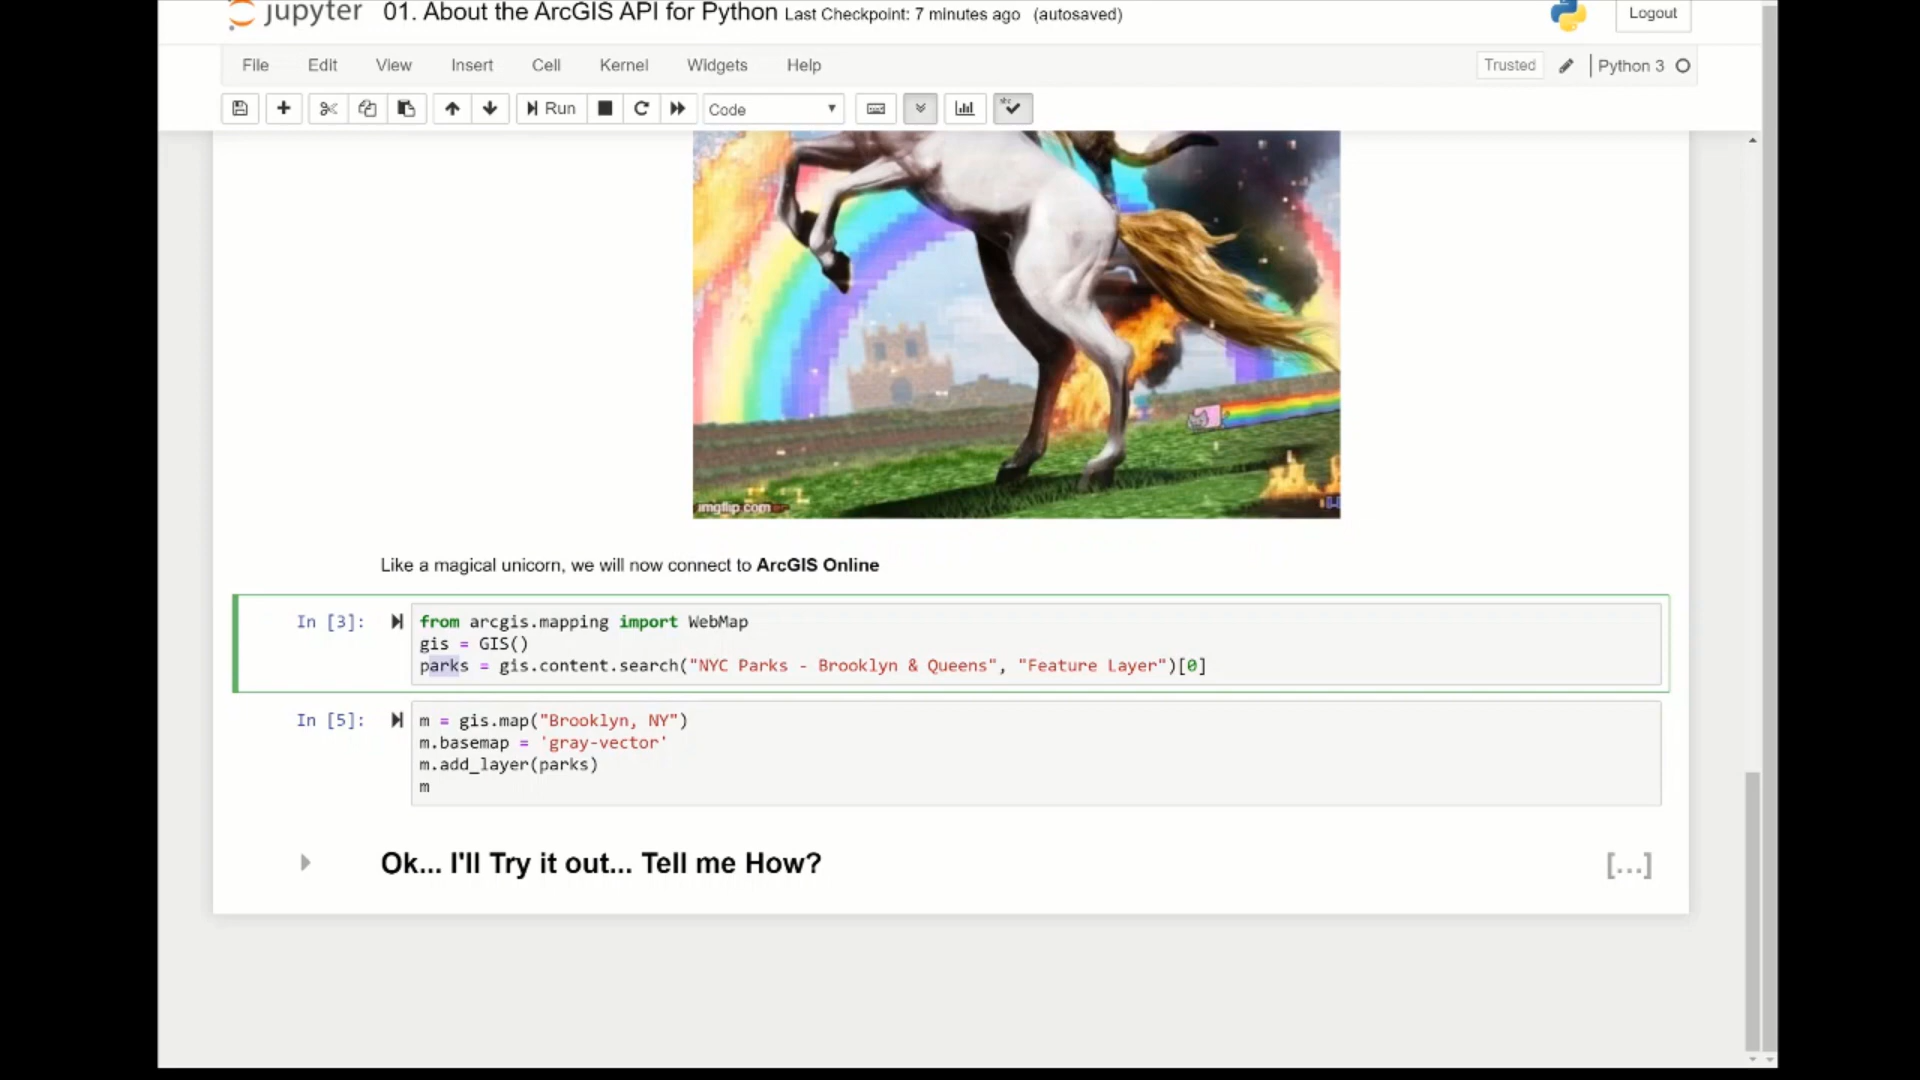 jupyter 01. About the ArcGIS API for Python Last Checkpoint: 7 minutes ago (autosaved)
Logout
File Edit View Insert Cell Kernel Widgets Help
Trusted Python 3
Run Code
imgflip.com
Like a magical unicorn, we will now connect to ArcGIS Online
In [3]:
from arcgis.mapping import WebMap
gis = GIS()
parks = gis.content.search("NYC Parks - Brooklyn & Queens", "Feature Layer")[0]
In [5]:
m = gis.map("Brooklyn, NY")
m.basemap = 'gray-vector'
m.add_layer(parks)
m
Ok... I'll Try it out... Tell me How?
[...]